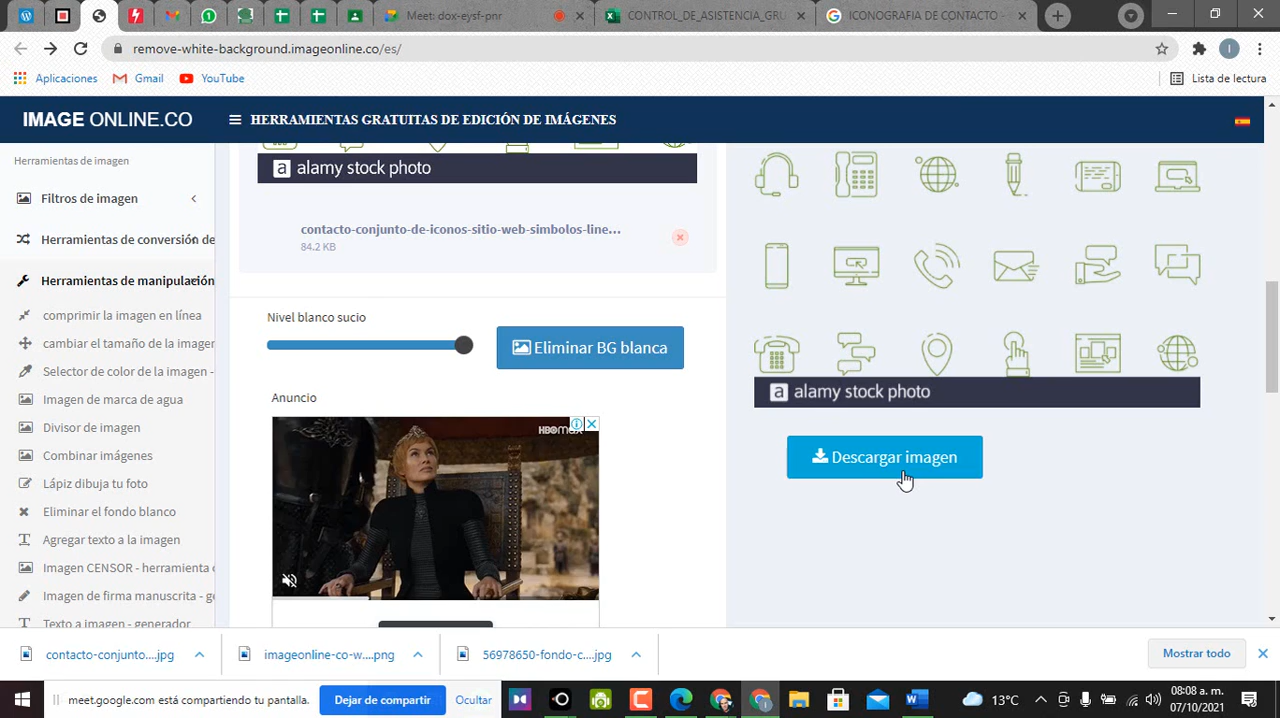 Meet: dox-eysf-pnr
CONTROL_DE_ASISTENCIA_GRU
ICONOGRAFIA DE CONTACTO -
remove-white-background.imageonline.co/es/
Aplicaciones
Gmail
YouTube
Lista de lectura
IMAGE ONLINE.CO
HERRAMIENTAS GRATUITAS DE EDICIÓN DE IMÁGENES
Herramientas de imagen
Filtros de imagen
Herramientas de conversión de
Herramientas de manipulación
comprimir la imagen en línea
cambiar el tamaño de la imagen
Selector de color de la imagen -
Imagen de marca de agua
Divisor de imagen
Combinar imágenes
Lápiz dibuja tu foto
Eliminar el fondo blanco
Agregar texto a la imagen
Imagen CENSOR - herramienta
Imagen de firma manuscrita - ge
Texto a imagen - generador
a alamy stock photo
contacto-conjunto-de-iconos-sitio-web-simbolos-line...
84.2 KB
Nivel blanco sucio
Eliminar BG blanca
Anuncio
HBOmax
a alamy stock photo
Descargar imagen
contacto-conjunto....jpg
imageonline-co-w....png
56978650-fondo-c....jpg
Mostrar todo
meet.google.com está compartiendo tu pantalla.
Dejar de compartir
Ocultar
13°C
08:08 a. m.
07/10/2021